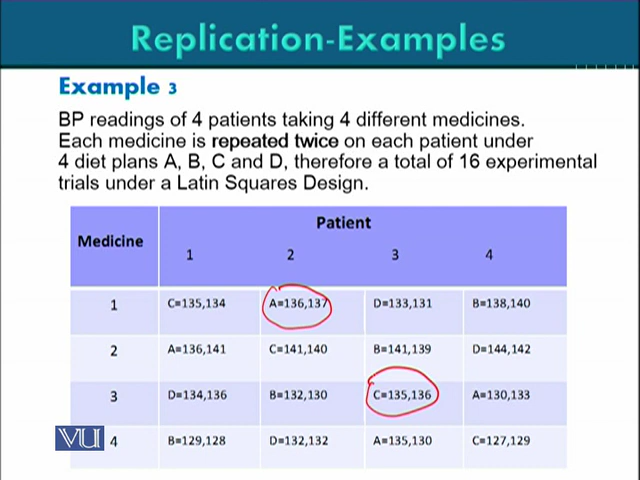 Replication-Examples
Example 3
BP readings of 4 patients taking 4 different medicines.
Each medicine is repeated twice on each patient under
4 diet plans A, B, C and D, therefore a total of 16 experimental
trials under a Latin Squares Design.
Medicine
Patient
1 2 3 4
1 C=135,134 A=136,137 D=133,131 B=138,140
2 A=136,141 C=141,140 B=141,139 D=144,142
3 D=134,136 B=132,130 C=135,136 A=130,133
4 B=129,128 D=132,132 A=135,130 C=127,129
VU